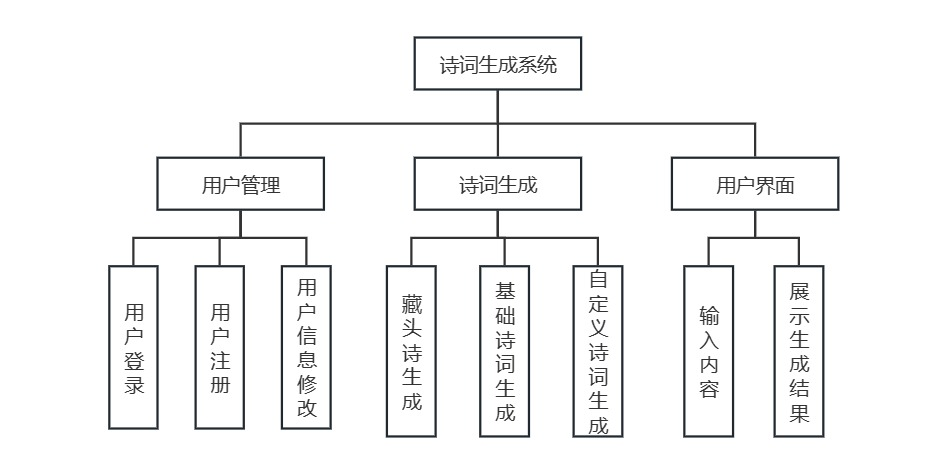 诗词生成系统
用户管理
诗词生成
用户界面
用户登录
用户注册
用户信息修改
藏头诗生成
基础诗词生成
自定义诗词生成
输入内容
展示生成结果